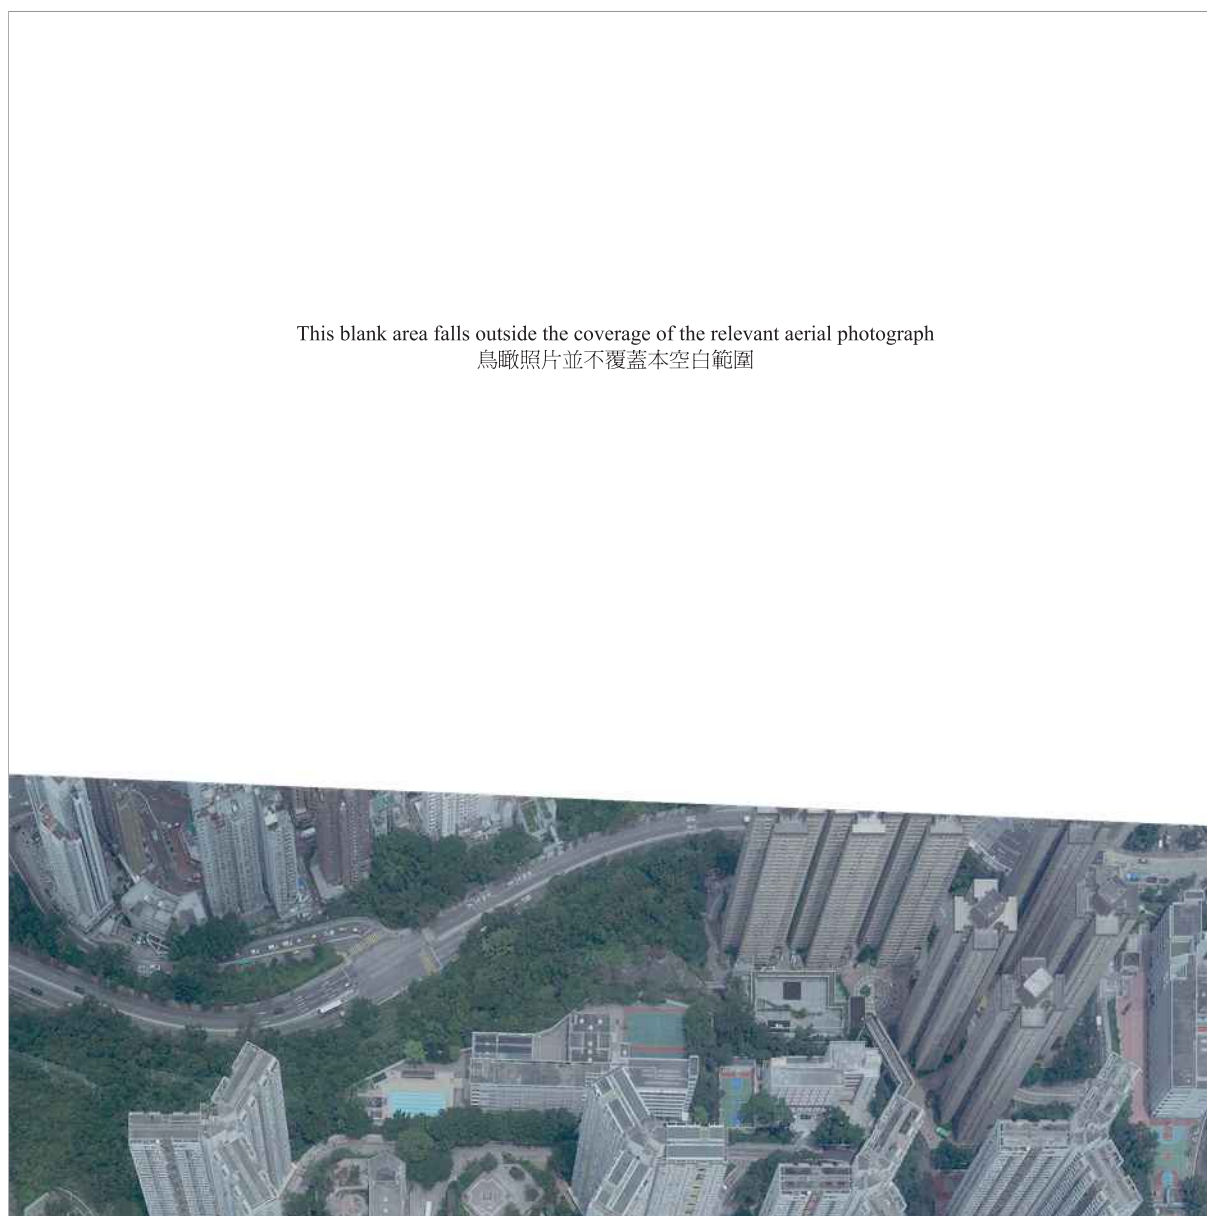 This blank area falls outside the coverage of the relevant aerial photograph
鳥瞰照片並不覆蓋本空白範圍